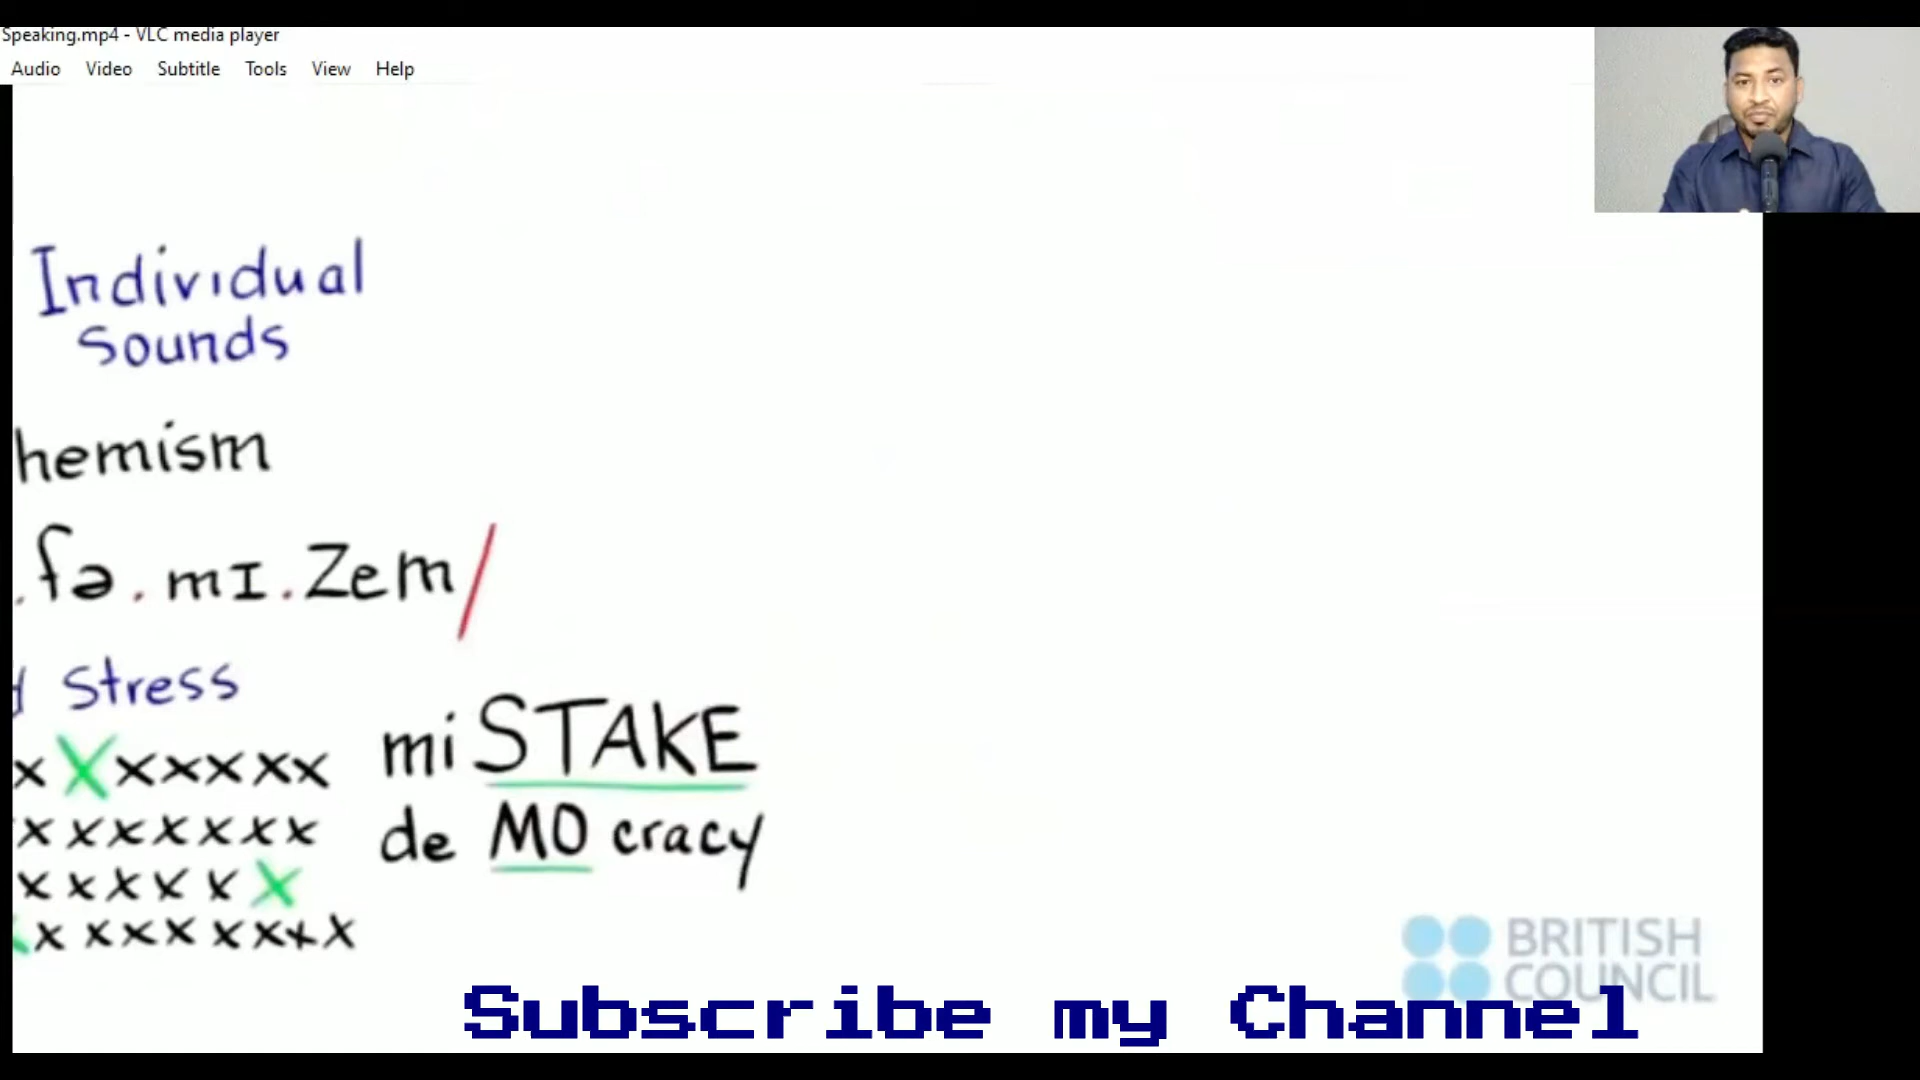 Speaking.mp4 - VLC media player
Audio Video Subtitle Tools View Help
Individual
Sounds
hemism
.fə.mɪ.zem/
Stress
x X x x x x x
miSTAKE
x x x x x x x
de MO cracy
x x x x x X
x x x x x x x x
BRITISH
COUNCIL
Subscribe my Channel